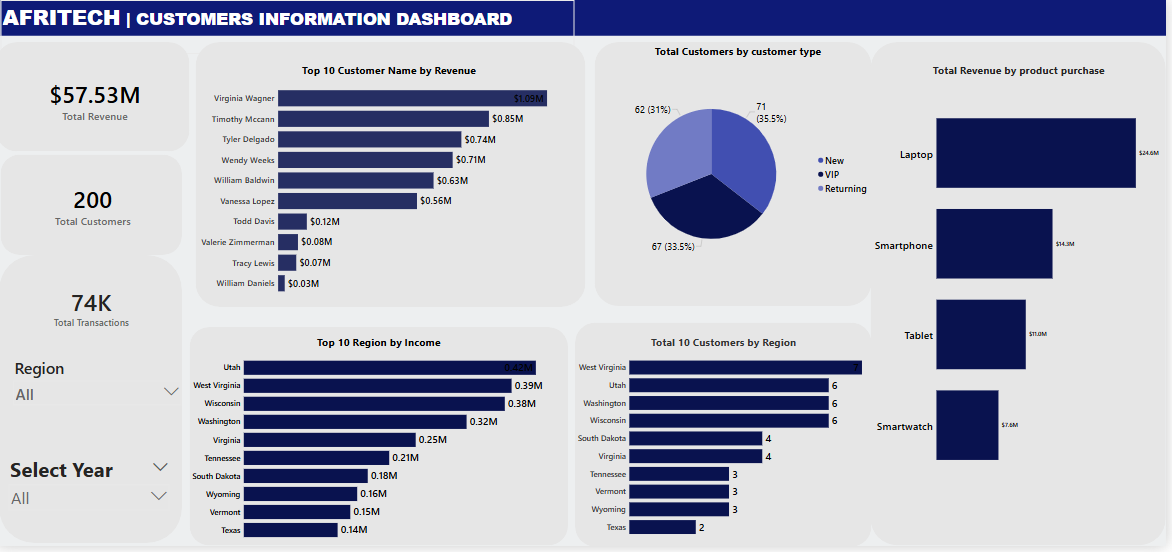 AFRITECH | CUSTOMERS INFORMATION DASHBOARD
$57.53M
Total Revenue
200
Total Customers
74K
Total Transactions
Region
All
Select Year
All
Top 10 Customer Name by Revenue
Virginia Wagner $1.09M
Timothy Mccann $0.85M
Tyler Delgado $0.74M
Wendy Weeks $0.71M
William Baldwin $0.63M
Vanessa Lopez $0.56M
Todd Davis $0.12M
Valerie Zimmerman $0.08M
Tracy Lewis $0.07M
William Daniels $0.03M
Total Customers by customer type
62 (31%)
71
(35.5%)
67 (33.5%)
New
VIP
Returning
Total Revenue by product purchase
Laptop $24.6M
Smartphone $14.3M
Tablet $11.0M
Smartwatch $7.6M
Top 10 Region by Income
Utah 0.42M
West Virginia 0.39M
Wisconsin 0.38M
Washington 0.32M
Virginia 0.25M
Tennessee 0.21M
South Dakota 0.18M
Wyoming 0.16M
Vermont 0.15M
Texas 0.14M
Total 10 Customers by Region
West Virginia 7
Utah 6
Washington 6
Wisconsin 6
South Dakota 4
Virginia 4
Tennessee 3
Vermont 3
Wyoming 3
Texas 2